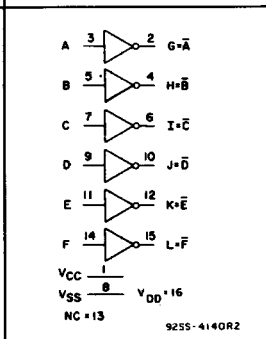 A 3 2 G=A̅
B 5 4 H=B̅
C 7 6 I=C̅
D 9 10 J=D̅
E 11 12 K=E̅
F 14 15 L=F̅
VCC 1
VSS 8 VDD=16
NC=13
92SS-4140R2